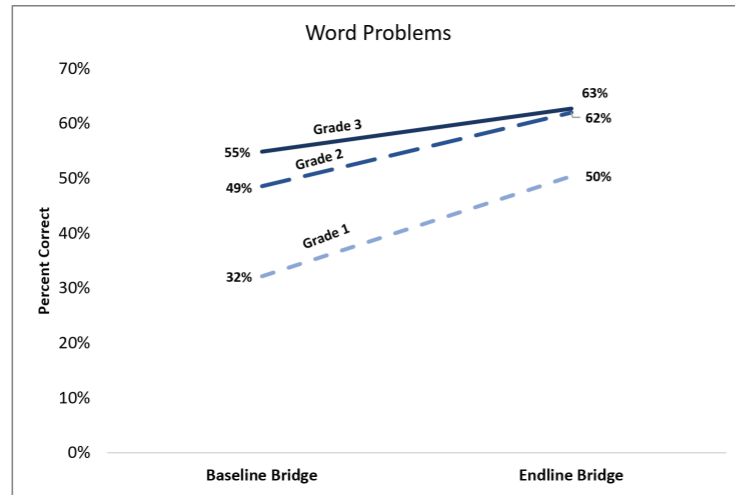 Word Problems
70%
60%
50%
40%
30%
20%
10%
0%
Percent Correct
55%
49%
32%
Grade 3
Grade 2
Grade 1
63%
62%
50%
Baseline Bridge
Endline Bridge